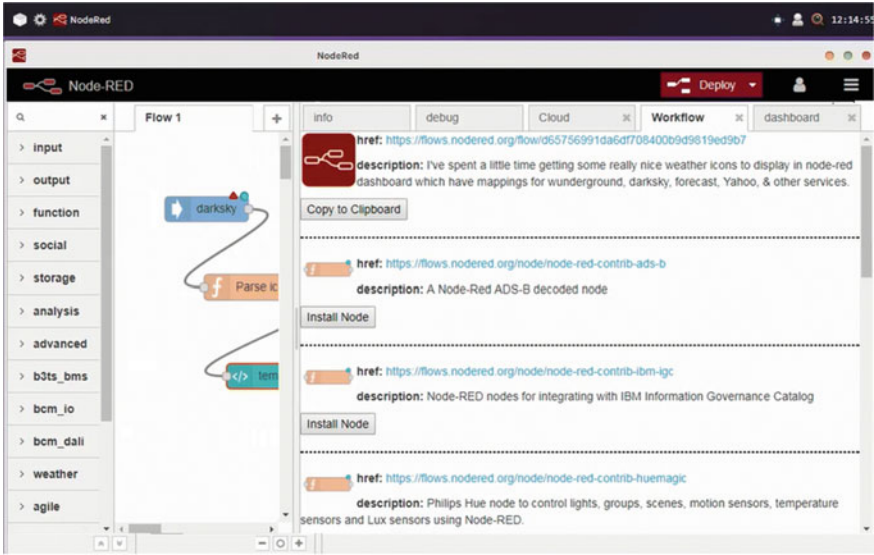 NodeRed
12:14:55
NodeRed
Node-RED
Deploy
Flow 1
info
debug
Cloud
Workflow
dashboard
input
output
function
social
storage
analysis
advanced
b3ts_bms
bcm_io
bcm_dali
weather
agile
darksky
Parse ic
tem
href: https://flows.nodered.org/flow/d65756991da6df708400b9d9819ed9b7
description: I've spent a little time getting some really nice weather icons to display in node-red
dashboard which have mappings for wunderground, darksky, forecast, Yahoo, & other services.
Copy to Clipboard
href: https://flows.nodered.org/node/node-red-contrib-ads-b
description: A Node-Red ADS-B decoded node
Install Node
href: https://flows.nodered.org/node/node-red-contrib-ibm-igc
description: Node-RED nodes for integrating with IBM Information Governance Catalog
Install Node
href: https://flows.nodered.org/node/node-red-contrib-huemagic
description: Philips Hue node to control lights, groups, scenes, motion sensors, temperature
sensors and Lux sensors using Node-RED.